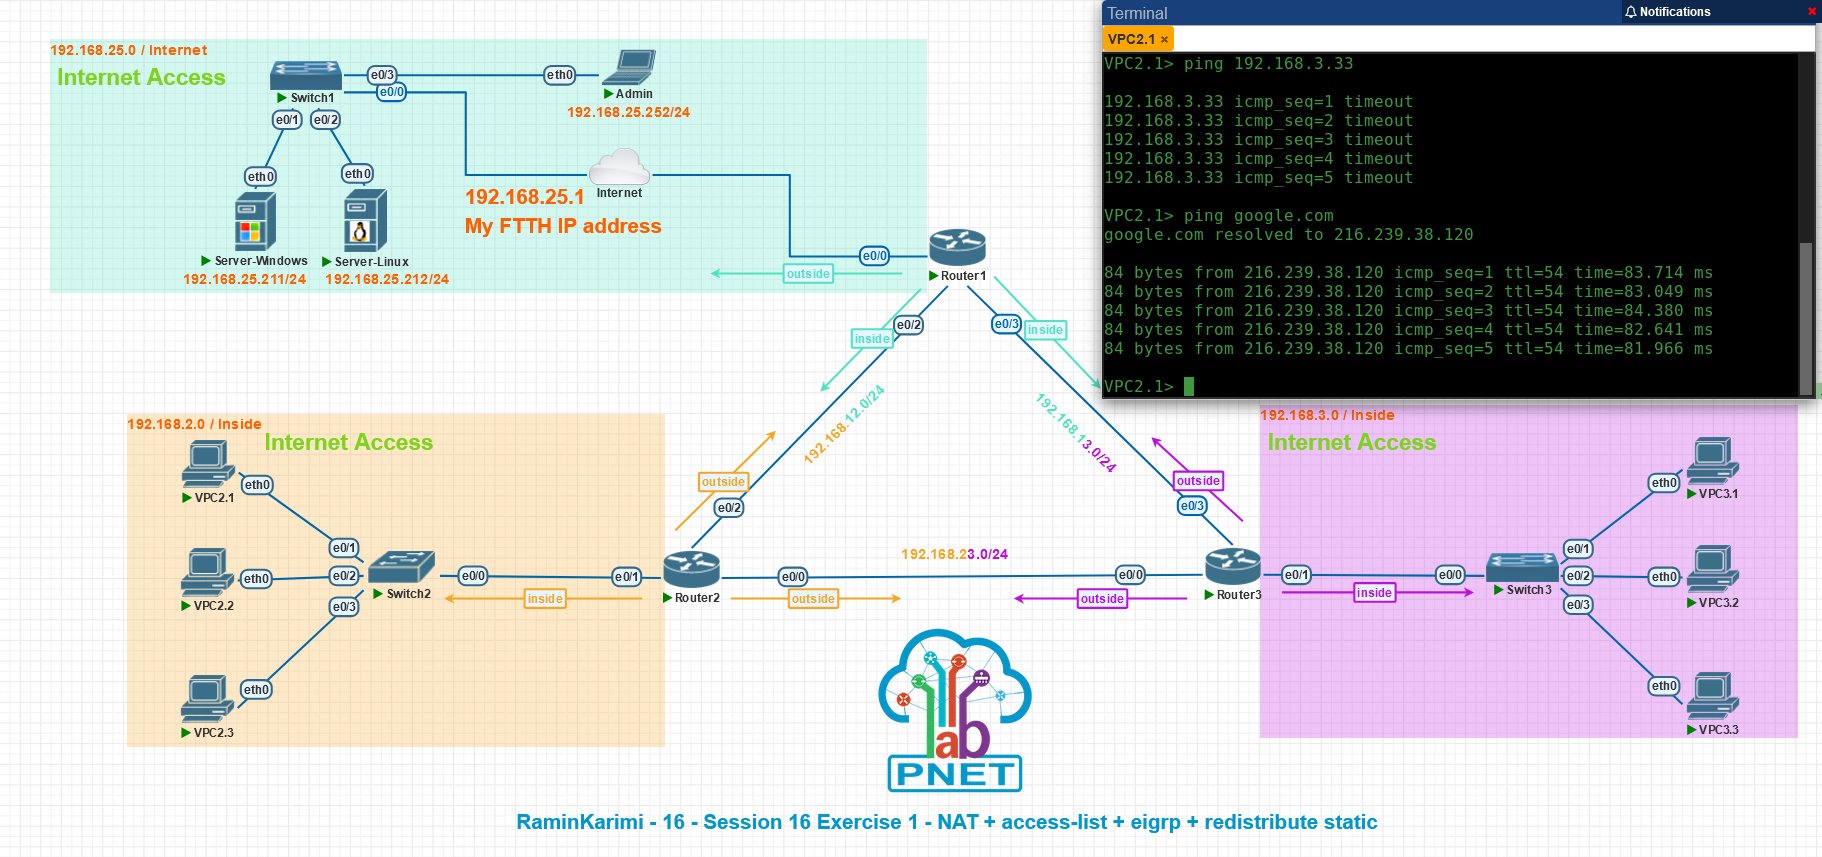 192.168.25.0 / Internet
Internet Access
e0/3
eth0
e0/0
Switch1
Admin
192.168.25.252/24
e0/1
e0/2
eth0
eth0
Internet
192.168.25.1
My FTTH IP address
Server-Windows
Server-Linux
192.168.25.211/24
192.168.25.212/24
e0/0
outside
Router1
e0/2
inside
e0/3
inside
192.168.12.0/24
192.168.13.0/24
Terminal
Notifications
VPC2.1 ×
VPC2.1> ping 192.168.3.33
192.168.3.33 icmp_seq=1 timeout
192.168.3.33 icmp_seq=2 timeout
192.168.3.33 icmp_seq=3 timeout
192.168.3.33 icmp_seq=4 timeout
192.168.3.33 icmp_seq=5 timeout
VPC2.1> ping google.com
google.com resolved to 216.239.38.120
84 bytes from 216.239.38.120 icmp_seq=1 ttl=54 time=83.714 ms
84 bytes from 216.239.38.120 icmp_seq=2 ttl=54 time=83.049 ms
84 bytes from 216.239.38.120 icmp_seq=3 ttl=54 time=84.380 ms
84 bytes from 216.239.38.120 icmp_seq=4 ttl=54 time=82.641 ms
84 bytes from 216.239.38.120 icmp_seq=5 ttl=54 time=81.966 ms
VPC2.1>
192.168.2.0 / Inside
Internet Access
VPC2.1
eth0
e0/1
VPC2.2
eth0
e0/2
e0/3
Switch2
e0/0
VPC2.3
eth0
e0/1
inside
outside
e0/2
Router2
e0/0
outside
192.168.23.0/24
e0/0
outside
outside
e0/3
Router3
e0/1
inside
192.168.3.0 / Inside
Internet Access
e0/0
Switch3
e0/1
e0/2
e0/3
eth0
VPC3.1
eth0
VPC3.2
eth0
VPC3.3
lab
PNET
RaminKarimi - 16 - Session 16 Exercise 1 - NAT + access-list + eigrp + redistribute static